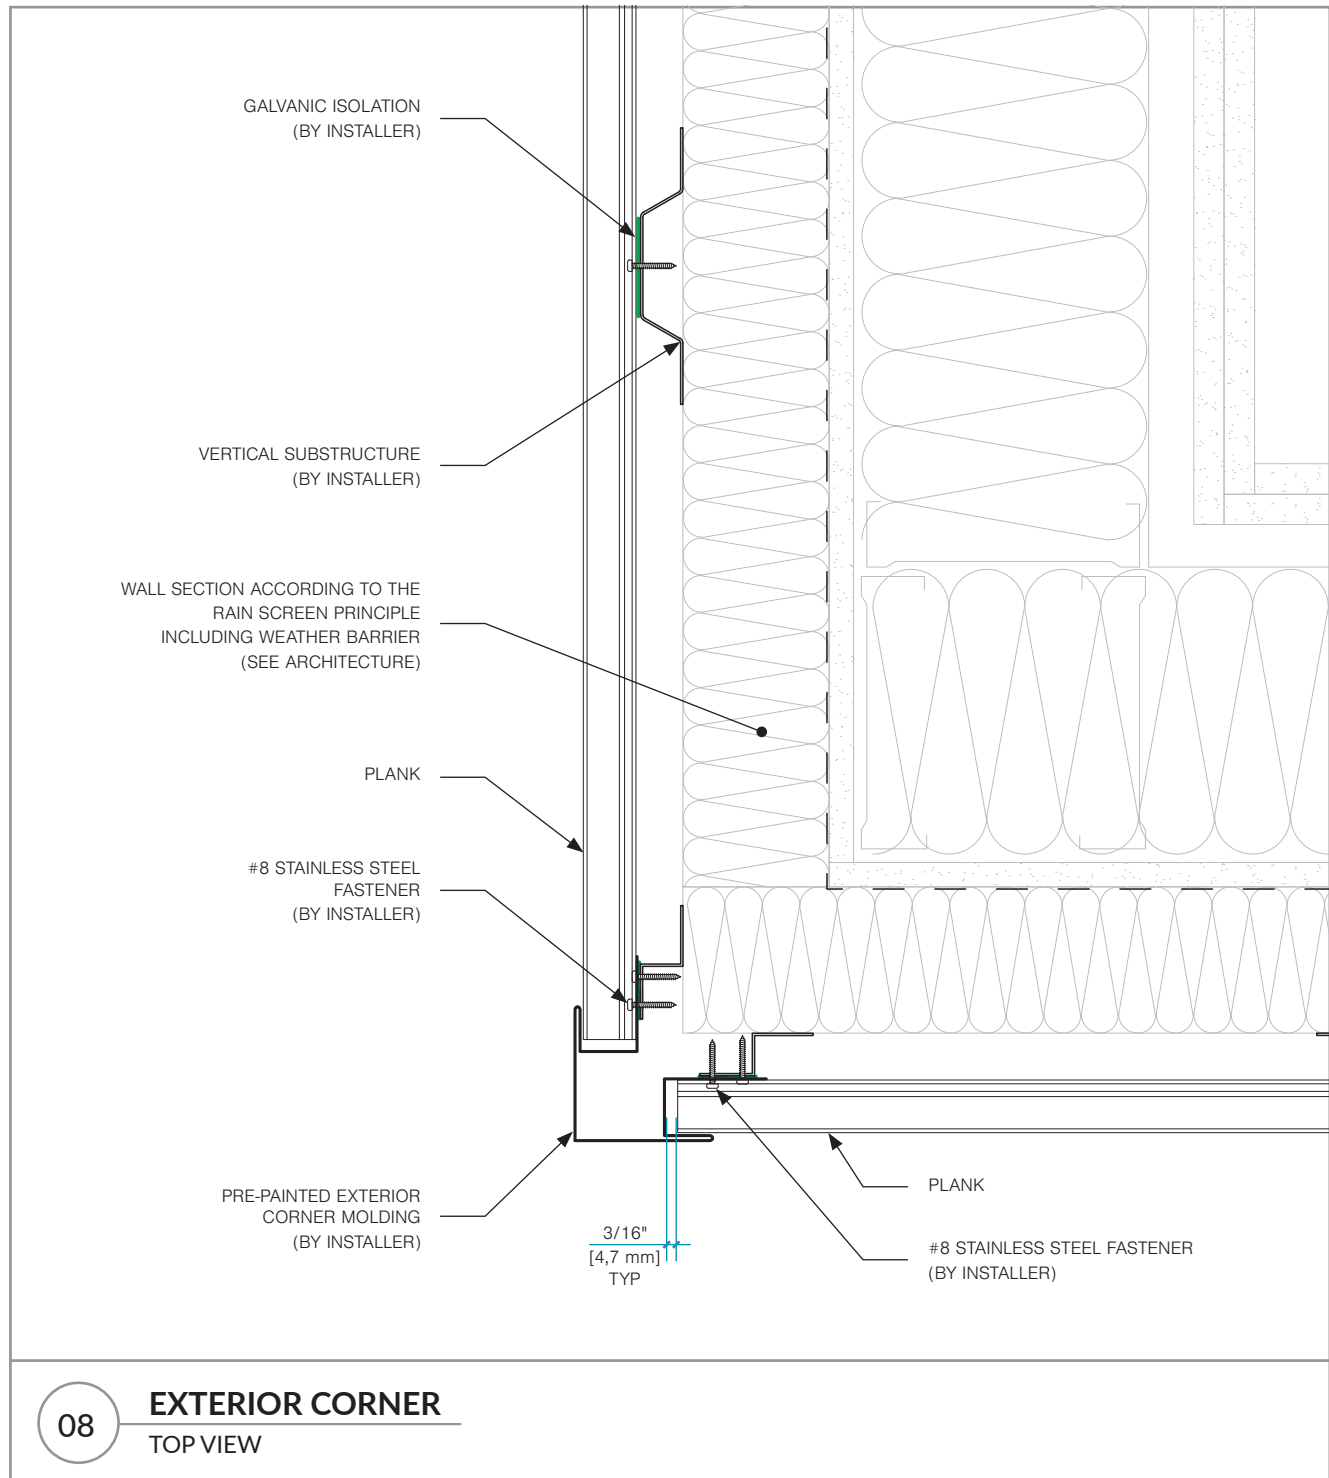 GALVANIC ISOLATION
(BY INSTALLER)
VERTICAL SUBSTRUCTURE
(BY INSTALLER)
WALL SECTION ACCORDING TO THE
RAIN SCREEN PRINCIPLE
INCLUDING WEATHER BARRIER
(SEE ARCHITECTURE)
PLANK
#8 STAINLESS STEEL
FASTENER
(BY INSTALLER)
PRE-PAINTED EXTERIOR
CORNER MOLDING
(BY INSTALLER)
3/16"
[4,7 mm]
TYP
PLANK
#8 STAINLESS STEEL FASTENER
(BY INSTALLER)
08
EXTERIOR CORNER
TOP VIEW